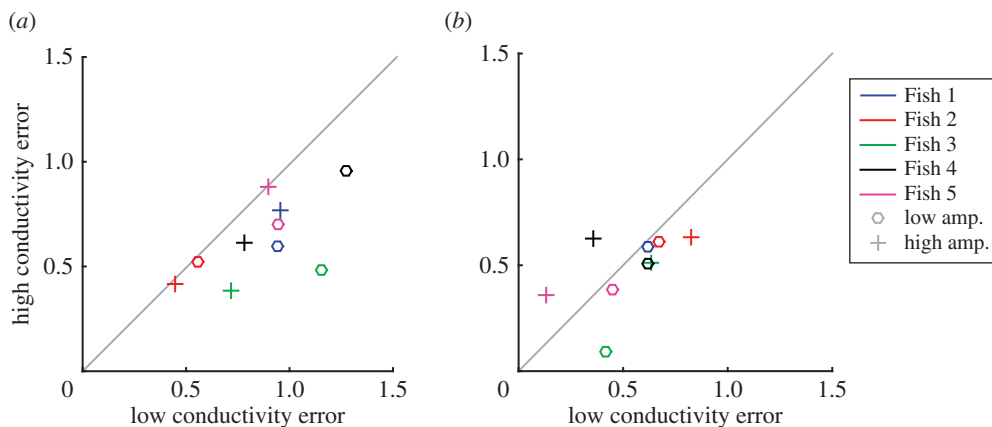 (a)
(b)
high conductivity error
1.5
1.0
0.5
0
0.5
1.0
1.5
low conductivity error
1.5
1.0
0.5
0
0.5
1.0
1.5
low conductivity error
Fish 1
Fish 2
Fish 3
Fish 4
Fish 5
low amp.
high amp.